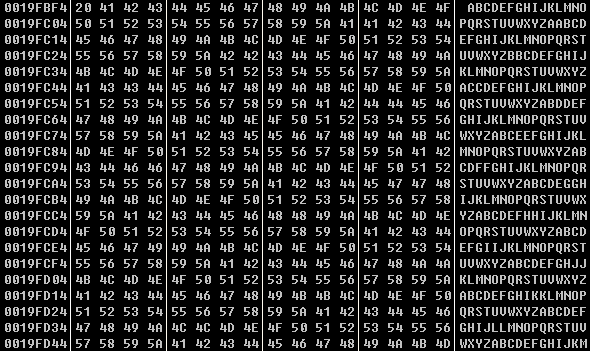 0019FBF4 20 41 42 43 44 45 46 47 48 49 4A 4B 4C 4D 4E 4F  ABCDEFGHIJKLMNO
0019FC04 50 51 52 53 54 55 56 57 58 59 5A 41 41 42 43 44 PQRSTUVWXYZAABCD
0019FC14 45 46 47 48 49 4A 4B 4C 4D 4E 4F 50 51 52 53 54 EFGHIJKLMNOPQRST
0019FC24 55 56 57 58 59 5A 42 42 43 44 45 46 47 48 49 4A UVWXYZBBCDEFGHIJ
0019FC34 4B 4C 4D 4E 4F 50 51 52 53 54 55 56 57 58 59 5A KLMNOPQRSTUVWXYZ
0019FC44 41 43 43 44 45 46 47 48 49 4A 4B 4C 4D 4E 4F 50 ACCDEFGHIJKLMNOP
0019FC54 51 52 53 54 55 56 57 58 59 5A 41 42 44 44 45 46 QRSTUVWXYZABDDEF
0019FC64 47 48 49 4A 4B 4C 4D 4E 4F 50 51 52 53 54 55 56 GHIJKLMNOPQRSTUV
0019FC74 57 58 59 5A 41 42 43 45 45 46 47 48 49 4A 4B 4C WXYZABCEEFGHIJKL
0019FC84 4D 4E 4F 50 51 52 53 54 55 56 57 58 59 5A 41 42 MNOPQRSTUVWXYZAB
0019FC94 43 44 46 46 47 48 49 4A 4B 4C 4D 4E 4F 50 51 52 CDFFGHIJKLMNOPQR
0019FCA4 53 54 55 56 57 58 59 5A 41 42 43 44 45 47 47 48 STUVWXYZABCDEGGH
0019FCB4 49 4A 4B 4C 4D 4E 4F 50 51 52 53 54 55 56 57 58 IJKLMNOPQRSTUVWX
0019FCC4 59 5A 41 42 43 44 45 46 48 48 49 4A 4B 4C 4D 4E YZABCDEFHHIJKLMN
0019FCD4 4F 50 51 52 53 54 55 56 57 58 59 5A 41 42 43 44 OPQRSTUVWXYZABCD
0019FCE4 45 46 47 49 49 4A 4B 4C 4D 4E 4F 50 51 52 53 54 EFGIIJKLMNOPQRST
0019FCF4 55 56 57 58 59 5A 41 42 43 44 45 46 47 48 4A 4A UVWXYZABCDEFGHJJ
0019FD04 4B 4C 4D 4E 4F 50 51 52 53 54 55 56 57 58 59 5A KLMNOPQRSTUVWXYZ
0019FD14 41 42 43 44 45 46 47 48 49 4B 4B 4C 4D 4E 4F 50 ABCDEFGHIKKLMNOP
0019FD24 51 52 53 54 55 56 57 58 59 5A 41 42 43 44 45 46 QRSTUVWXYZABCDEF
0019FD34 47 48 49 4A 4C 4C 4D 4E 4F 50 51 52 53 54 55 56 GHIJLLMNOPQRSTUV
0019FD44 57 58 59 5A 41 42 43 44 45 46 47 48 49 4A 4B 4D WXYZABCDEFGHIJKM